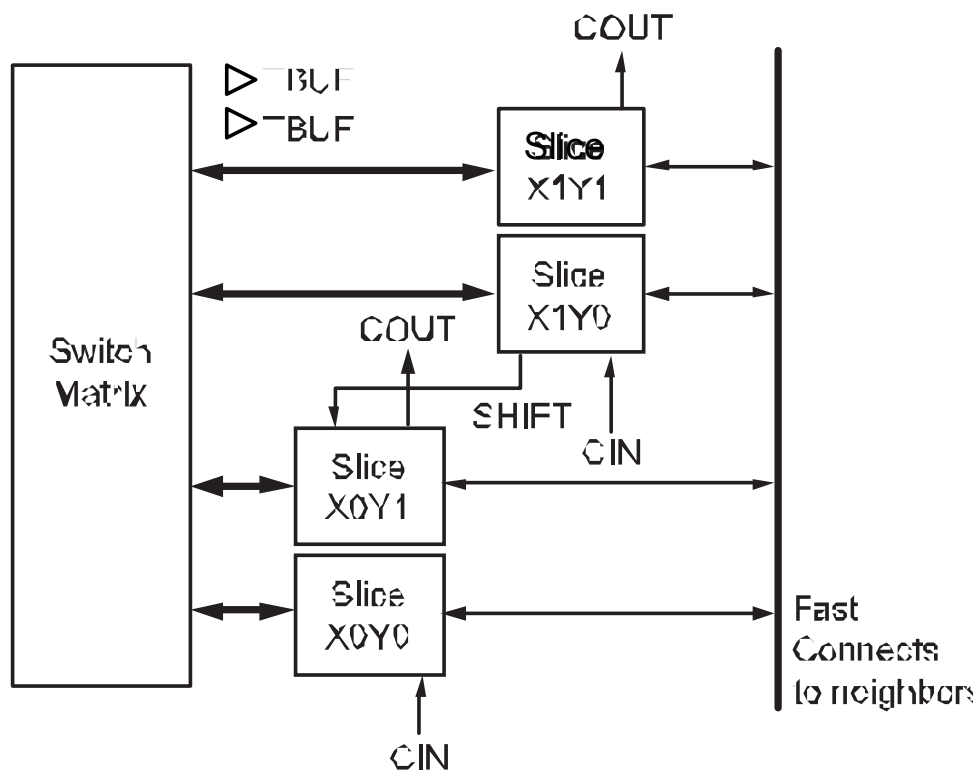 COUT
TBUF
TBUF
Slice
X1Y1
Slice
X1Y0
COUT
Switch
Matrix
SHIFT
CIN
Slice
X0Y1
Slice
X0Y0
Fast
Connects
to neighbors
CIN